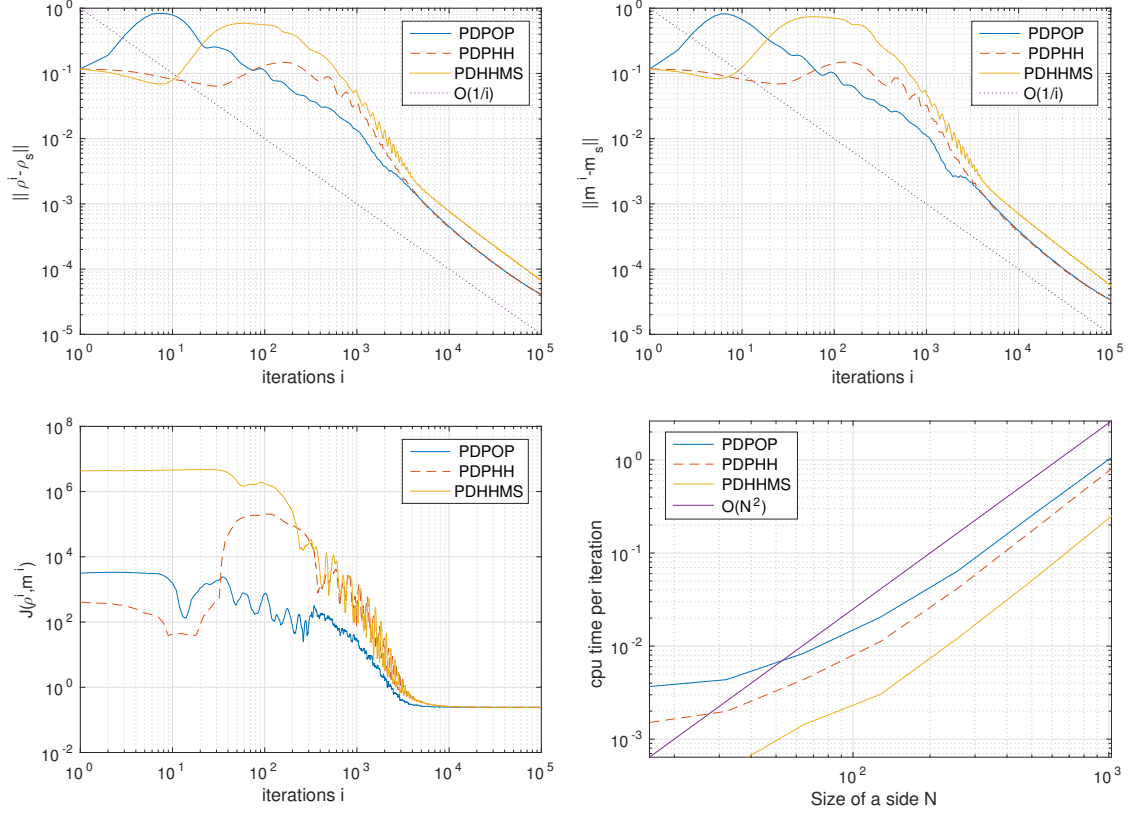 10^0
10^-1
10^-2
10^-3
10^-4
10^-5
|| ρ^i-ρ_s||
PDPOP
PDPHH
PDHHMS
O(1/i)
10^0 10^1 10^2 10^3 10^4 10^5
iterations i
10^0
10^-1
10^-2
10^-3
10^-4
10^-5
||m^i-m_s||
PDPOP
PDPHH
PDHHMS
O(1/i)
10^0 10^1 10^2 10^3 10^4 10^5
iterations i
10^8
10^6
10^4
10^2
10^0
10^-2
J(ρ^i,m^i)
PDPOP
PDPHH
PDHHMS
10^0 10^1 10^2 10^3 10^4 10^5
iterations i
10^0
10^-1
10^-2
10^-3
cpu time per iteration
PDPOP
PDPHH
PDHHMS
O(N^2)
10^2 10^3
Size of a side N